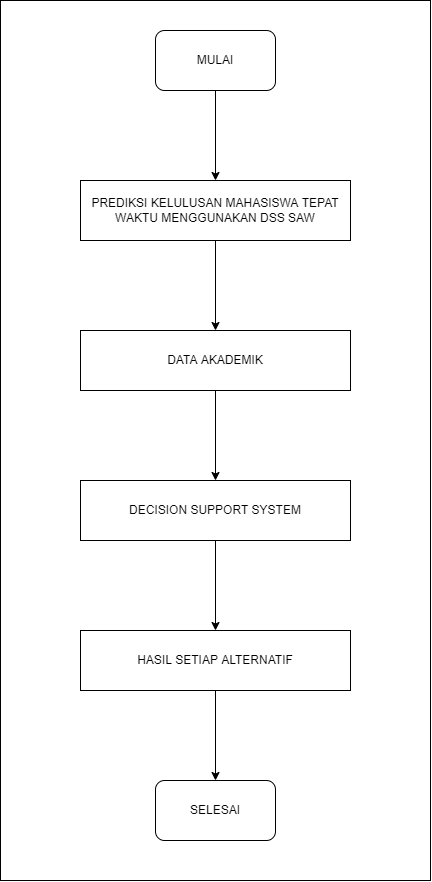 MULAI
PREDIKSI KELULUSAN MAHASISWA TEPAT
WAKTU MENGGUNAKAN DSS SAW
DATA AKADEMIK
DECISION SUPPORT SYSTEM
HASIL SETIAP ALTERNATIF
SELESAI